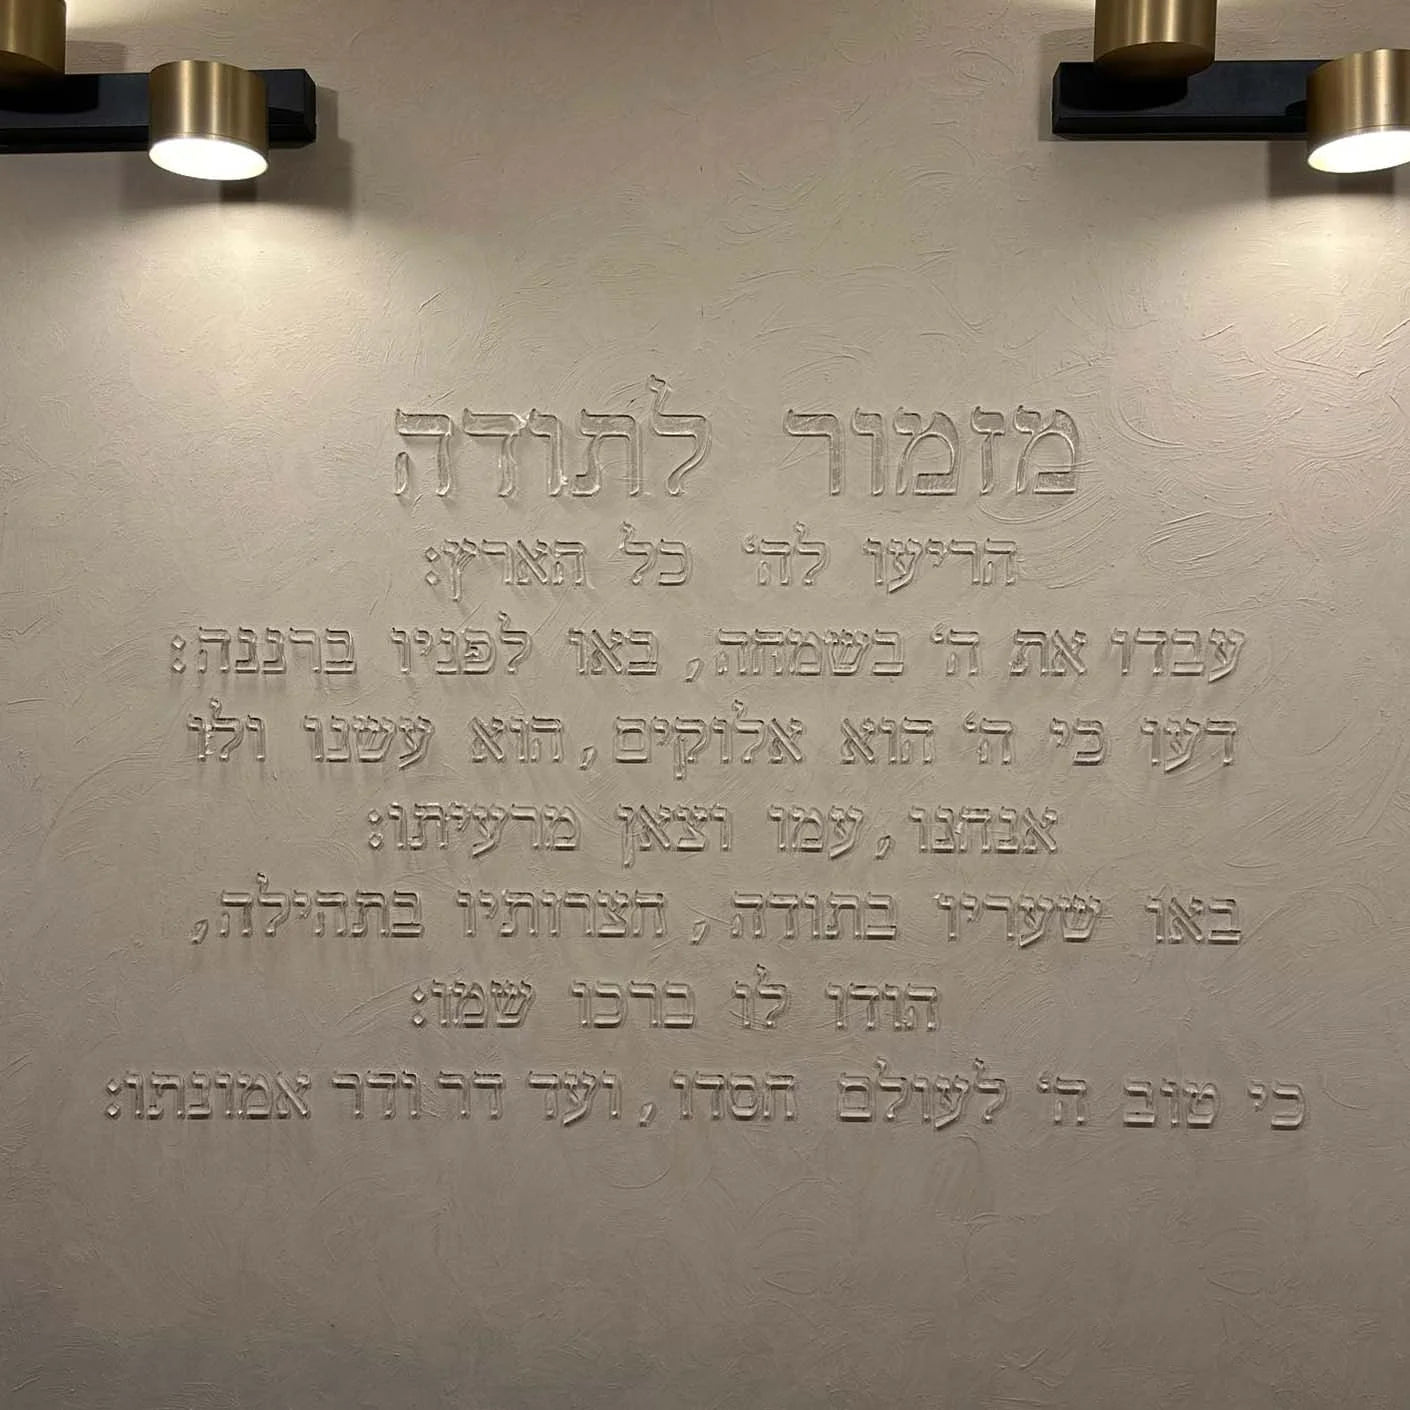 מזמור לתודה
הריעו לה' כל הארץ:
עבדו את ה' בשמחה, באו לפניו ברננה:
דעו כי ה' הוא אלוקים, הוא עשנו ולו
אנחנו, עמו וצאן מרעיתו:
באו שעריו בתודה, חצרותיו בתהילה,
הודו לו ברכו שמו:
כי טוב ה' לעולם חסדו, ועד דר ודר אמונתו: